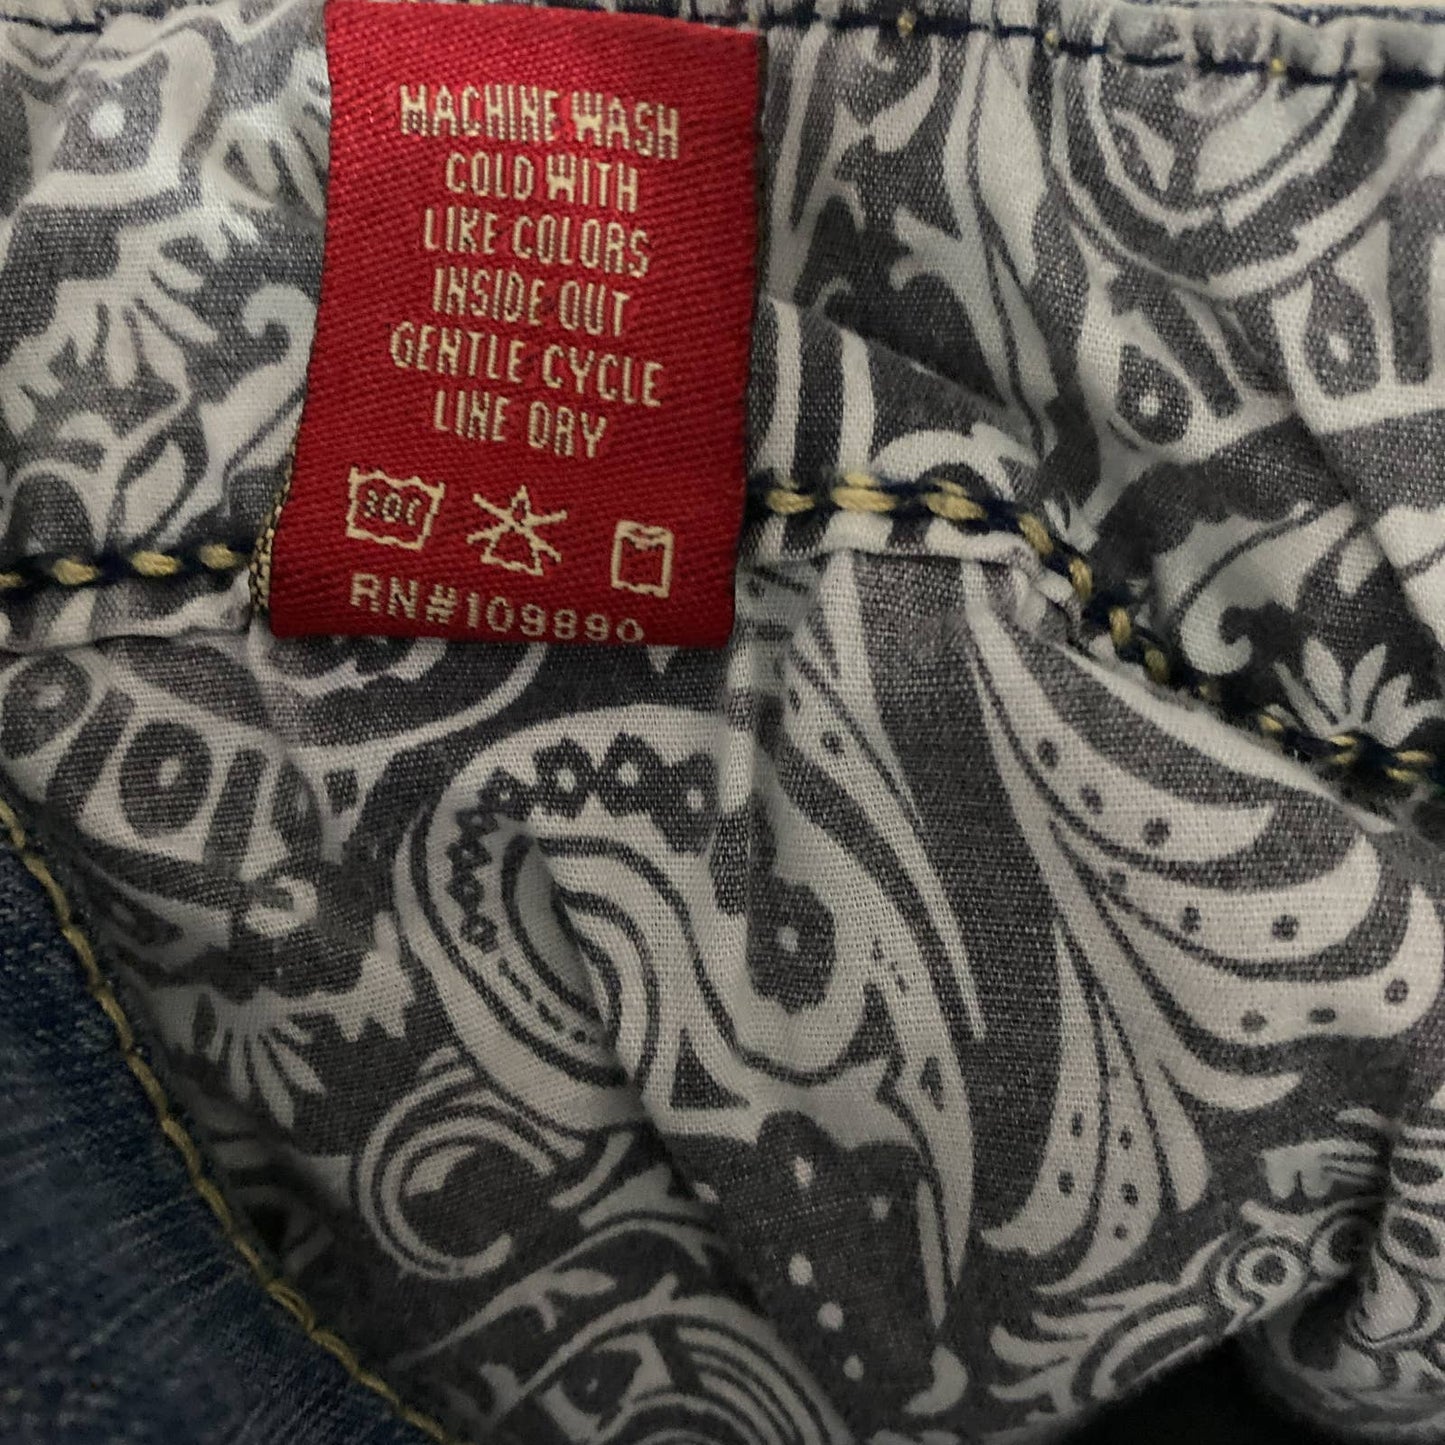 MACHINE WASH
COLD WITH
LIKE COLORS
INSIDE OUT
GENTLE CYCLE
LINE DRY
30C
RN#109890